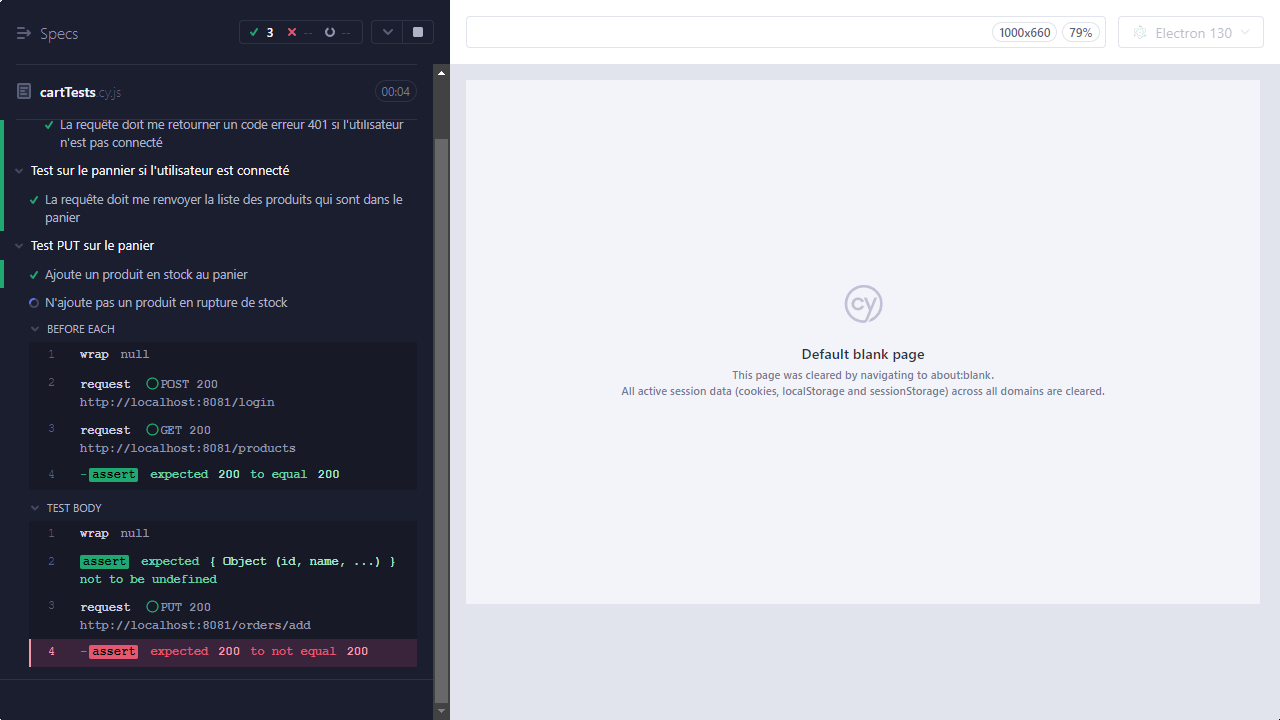 Specs
3
--
--
1000x660
79%
Electron 130
cartTests.cy.js
00:04
La requête doit me retourner un code erreur 401 si l'utilisateur
n'est pas connecté
Test sur le pannier si l'utilisateur est connecté
La requête doit me renvoyer la liste des produits qui sont dans le
panier
Test PUT sur le panier
Ajoute un produit en stock au panier
N'ajoute pas un produit en rupture de stock
BEFORE EACH
1 wrap null
2 request POST 200
http://localhost:8081/login
3 request GET 200
http://localhost:8081/products
4 -assert expected 200 to equal 200
TEST BODY
1 wrap null
2 assert expected { Object (id, name, ...) }
not to be undefined
3 request PUT 200
http://localhost:8081/orders/add
4 -assert expected 200 to not equal 200
cy
Default blank page
This page was cleared by navigating to about:blank.
All active session data (cookies, localStorage and sessionStorage) across all domains are cleared.